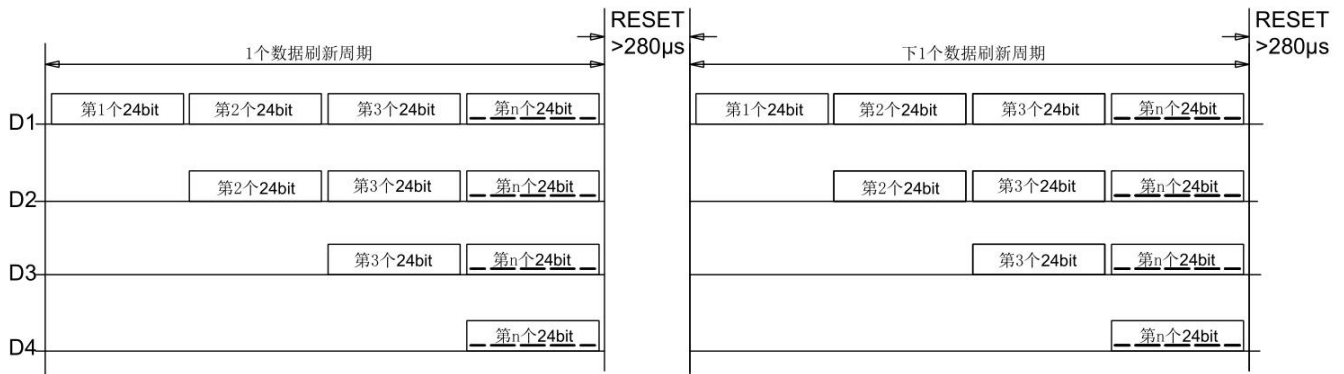 RESET
>280μs
RESET
>280μs
1个数据刷新周期
下1个数据刷新周期
D1
第1个24bit
第2个24bit
第3个24bit
第n个24bit
第1个24bit
第2个24bit
第3个24bit
第n个24bit
D2
第2个24bit
第3个24bit
第n个24bit
第2个24bit
第3个24bit
第n个24bit
D3
第3个24bit
第n个24bit
第3个24bit
第n个24bit
D4
第n个24bit
第n个24bit